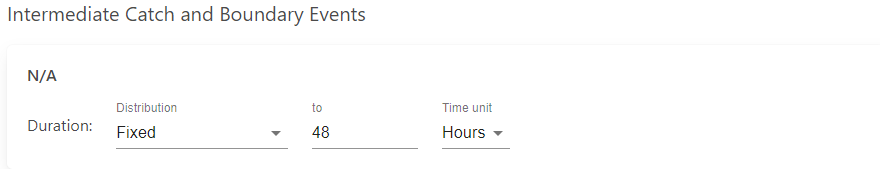 Intermediate Catch and Boundary Events
N/A
Distribution to Time unit
Duration: Fixed 48 Hours